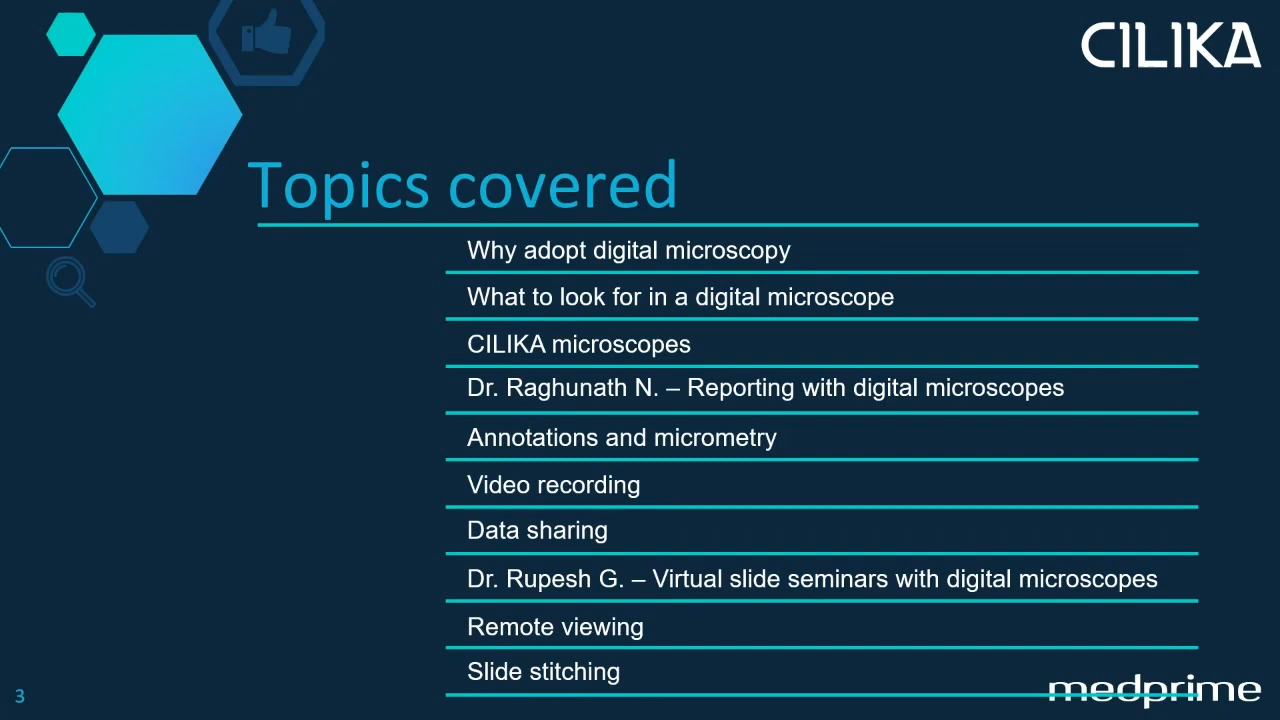 CILIKA
Topics covered
Why adopt digital microscopy
What to look for in a digital microscope
CILIKA microscopes
Dr. Raghunath N. – Reporting with digital microscopes
Annotations and micrometry
Video recording
Data sharing
Dr. Rupesh G. – Virtual slide seminars with digital microscopes
Remote viewing
Slide stitching
3
medprime